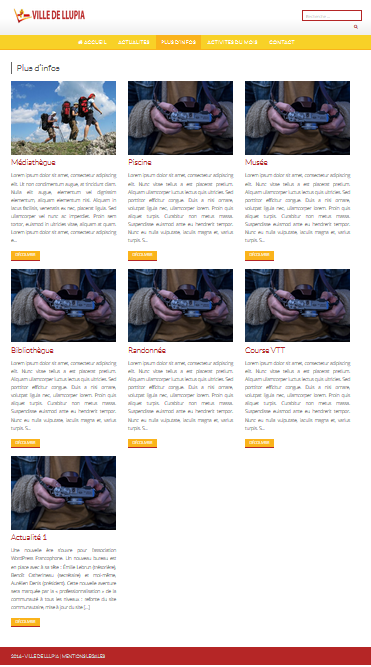 VILLE DE LLUPIA
ACCUEIL ACTUALITÉS PLUS D'INFOS ACTIVITÉS DU MOIS CONTACT
Plus d'infos
Médiathèque
Lorem ipsum dolor sit amet, consectetur adipiscing
elit. Ut non condimentum augue, at tincidunt diam.
Nulla elit augue, elementum vel dignissim
elementum, aliquam elementum nisi. Aliquam in
lacus facilisis, venenatis ex nec, placerat ligula. Sed
ullamcorper vel nunc ac imperdiet. Proin sem
tortor, euismod in ultricies vitae, aliquam at quam.
Lorem ipsum dolor sit amet, consectetur adipiscing
e...
DÉCOUVRIR
Piscine
Lorem ipsum dolor sit amet, consectetur adipiscing
elit. Nunc vitae tellus a est placerat pretium.
Aliquam ullamcorper luctus lectus quis ultricies. Sed
porttitor efficitur congue. Duis a nisi ornare,
volutpat ligula nec, ullamcorper lorem. Proin quis
aliquet turpis. Curabitur non metus massa.
Suspendisse euismod ante eu hendrerit tempor.
Nunc eu nulla vulputate, iaculis magna et, varius
turpis. S...
DÉCOUVRIR
Musée
Lorem ipsum dolor sit amet, consectetur adipiscing
elit. Nunc vitae tellus a est placerat pretium.
Aliquam ullamcorper luctus lectus quis ultricies. Sed
porttitor efficitur congue. Duis a nisi ornare,
volutpat ligula nec, ullamcorper lorem. Proin quis
aliquet turpis. Curabitur non metus massa.
Suspendisse euismod ante eu hendrerit tempor.
Nunc eu nulla vulputate, iaculis magna et, varius
turpis. S...
DÉCOUVRIR
Bibliothèque
Lorem ipsum dolor sit amet, consectetur adipiscing
elit. Nunc vitae tellus a est placerat pretium.
Aliquam ullamcorper luctus lectus quis ultricies. Sed
porttitor efficitur congue. Duis a nisi ornare,
volutpat ligula nec, ullamcorper lorem. Proin quis
aliquet turpis. Curabitur non metus massa.
Suspendisse euismod ante eu hendrerit tempor.
Nunc eu nulla vulputate, iaculis magna et, varius
turpis. S...
DÉCOUVRIR
Randonnée
Lorem ipsum dolor sit amet, consectetur adipiscing
elit. Nunc vitae tellus a est placerat pretium.
Aliquam ullamcorper luctus lectus quis ultricies. Sed
porttitor efficitur congue. Duis a nisi ornare,
volutpat ligula nec, ullamcorper lorem. Proin quis
aliquet turpis. Curabitur non metus massa.
Suspendisse euismod ante eu hendrerit tempor.
Nunc eu nulla vulputate, iaculis magna et, varius
turpis. S...
DÉCOUVRIR
Course VTT
Lorem ipsum dolor sit amet, consectetur adipiscing
elit. Nunc vitae tellus a est placerat pretium.
Aliquam ullamcorper luctus lectus quis ultricies. Sed
porttitor efficitur congue. Duis a nisi ornare,
volutpat ligula nec, ullamcorper lorem. Proin quis
aliquet turpis. Curabitur non metus massa.
Suspendisse euismod ante eu hendrerit tempor.
Nunc eu nulla vulputate, iaculis magna et, varius
turpis. S...
DÉCOUVRIR
Actualité 1
Une nouvelle ère s'ouvre pour l'association
WordPress Francophone. Un nouveau bureau est
en place avec à sa tête : Émilie Lebrun (trésorière),
Benoît Catherineau (secrétaire) et moi-même,
Aurélien Denis (président). Cette nouvelle aventure
sera marquée par la « professionnalisation » de la
communauté à tous les niveaux : refonte du site
communautaire, mise à jour du site [...]
DÉCOUVRIR
2016 - VILLE DE LLUPIA | MENTIONS LÉGALES